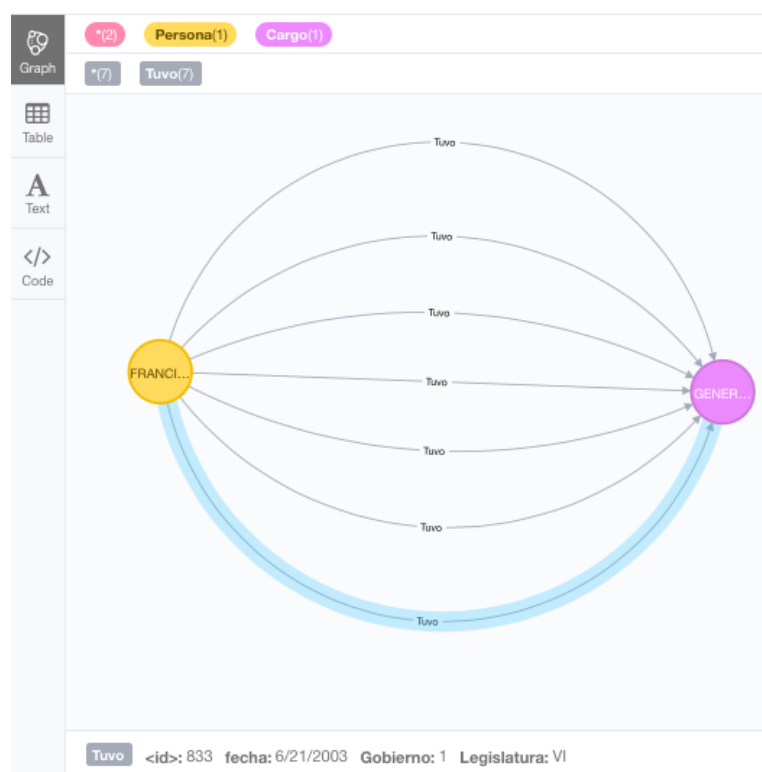 *(2) Persona(1) Cargo(1)
Graph
*(7) Tuvo(7)
Table
A
Text
</>
Code
Tuvo
Tuvo
Tuvo
FRANCI...
Tuvo
GENER...
Tuvo
Tuvo
Tuvo
Tuvo <id>: 833 fecha: 6/21/2003 Gobierno: 1 Legislatura: VI